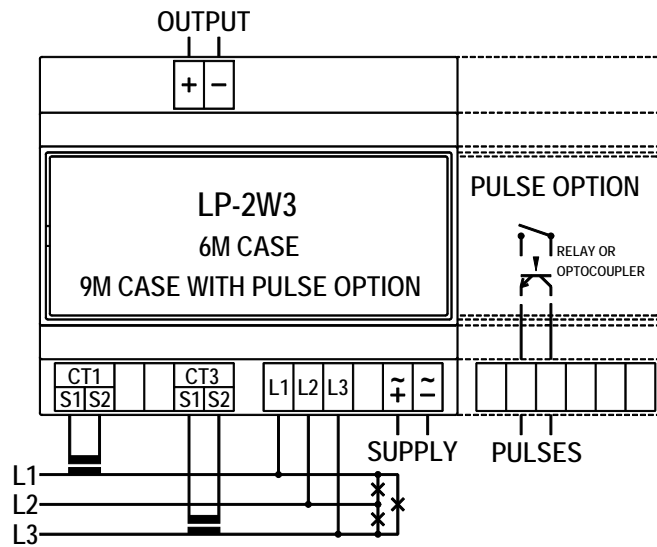 OUTPUT
+ −
LP-2W3
6M CASE
9M CASE WITH PULSE OPTION
PULSE OPTION
RELAY OR
OPTOCOUPLER
CT1 CT3
S1 S2 S1 S2 L1 L2 L3 ~ + ~ −
SUPPLY PULSES
L1
L2
L3